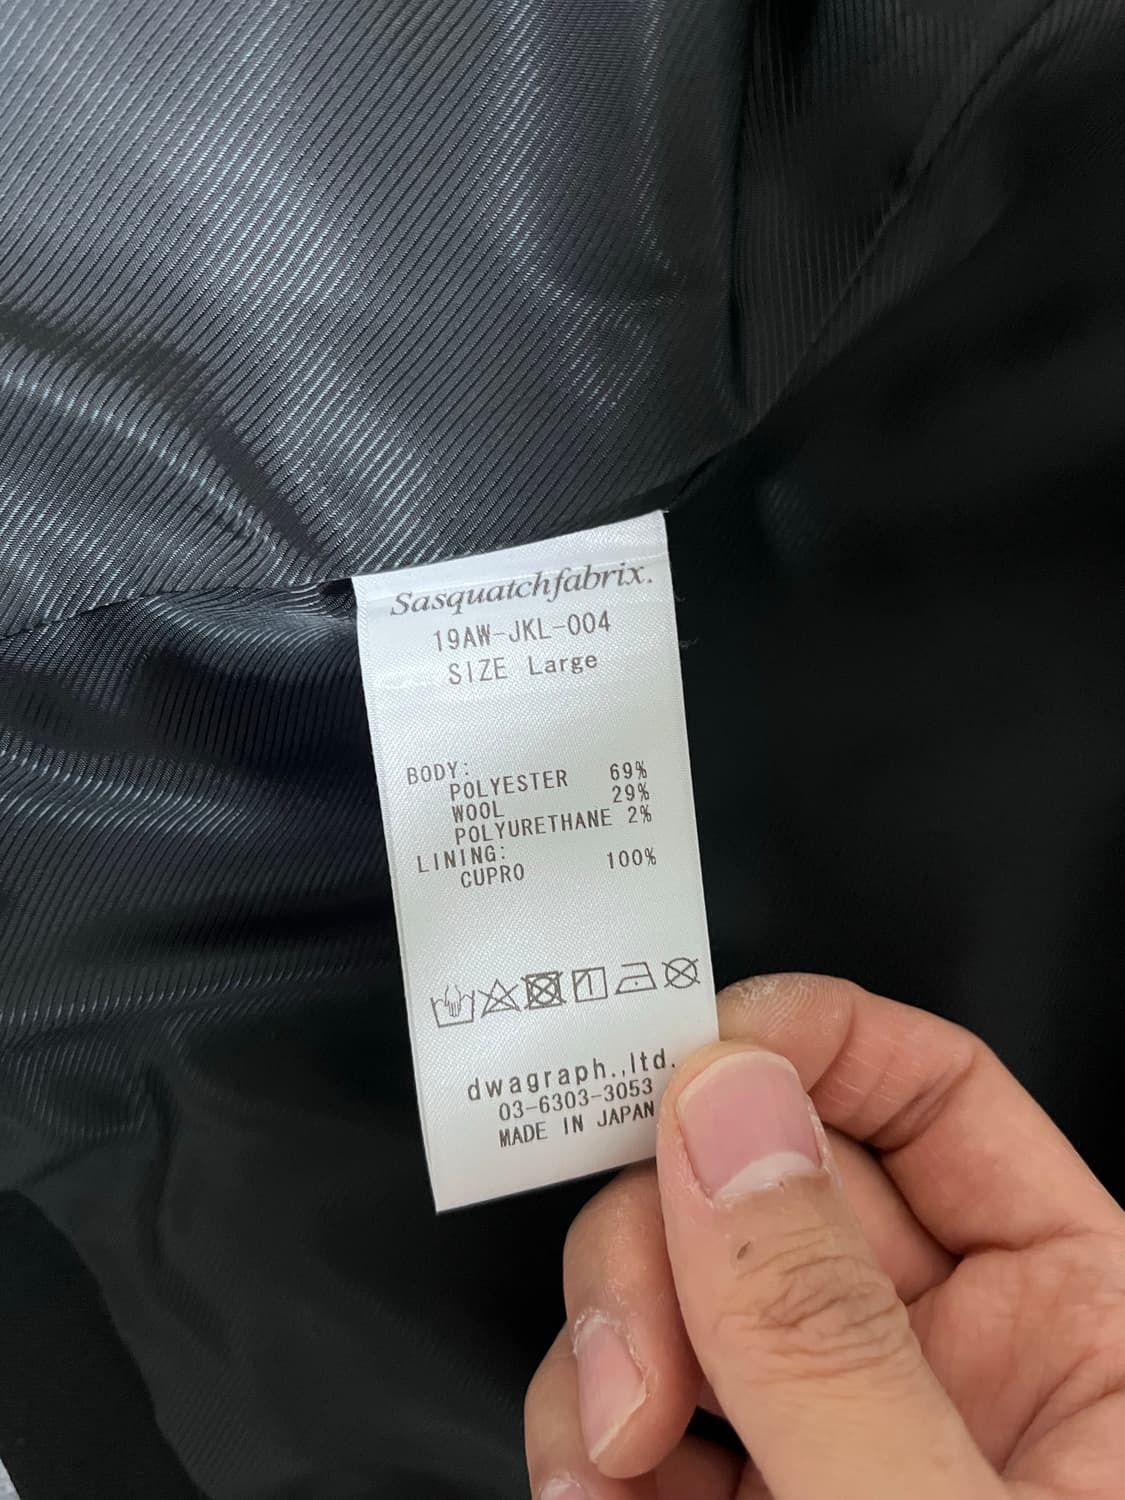 Sasquatchfabrix.
19AW-JKL-004
SIZE Large
BODY:
POLYESTER 69%
WOOL 29%
POLYURETHANE 2%
LINING:
CUPRO 100%
dwagraph.,ltd.
03-6303-3053
MADE IN JAPAN